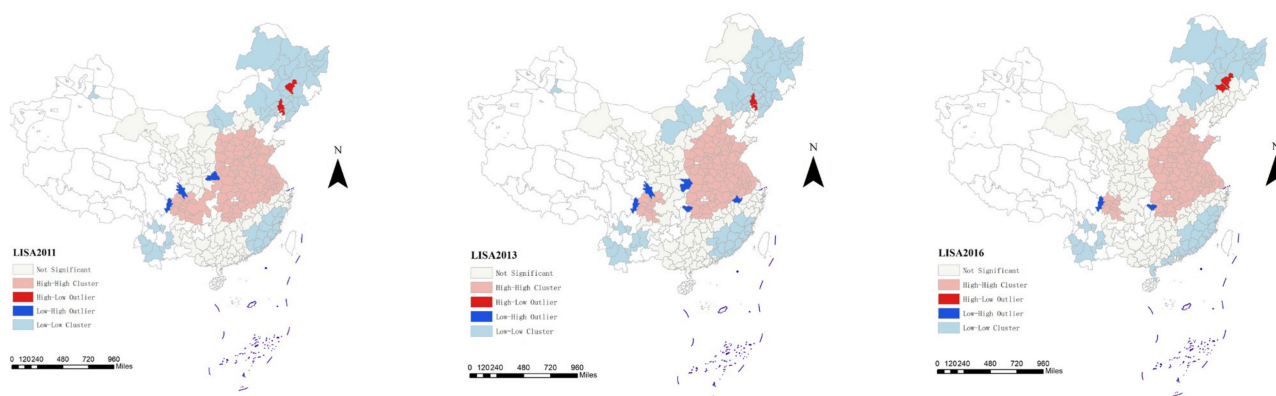 N
LISA2011
Not Significant
High-High Cluster
High-Low Outlier
Low-High Outlier
Low-Low Cluster
0 120240 480 720 960
Miles
N
LISA2013
Not Significant
High-High Cluster
High-Low Outlier
Low-High Outlier
Low-Low Cluster
0 120240 480 720 960
Miles
N
LISA2016
Not Significant
High-High Cluster
High-Low Outlier
Low-High Outlier
Low-Low Cluster
0 120240 480 720 960
Miles